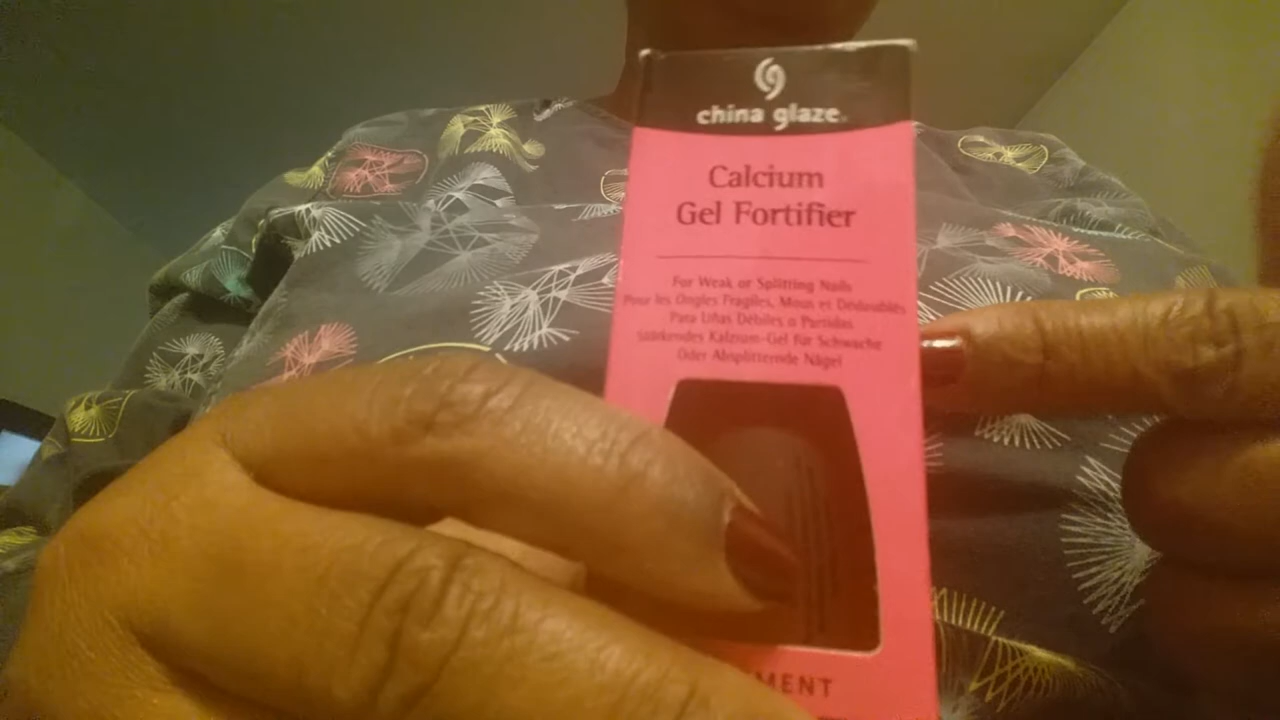 china glaze.
Calcium
Gel Fortifier
For Weak or Splitting Nails
Pour les Ongles Fragiles, Mous et Dédoublés
Para Uñas Débiles o Partidas
stärkendes Kalzium-Gel Für Schwache
Oder Absplitternde Nägel
MENT